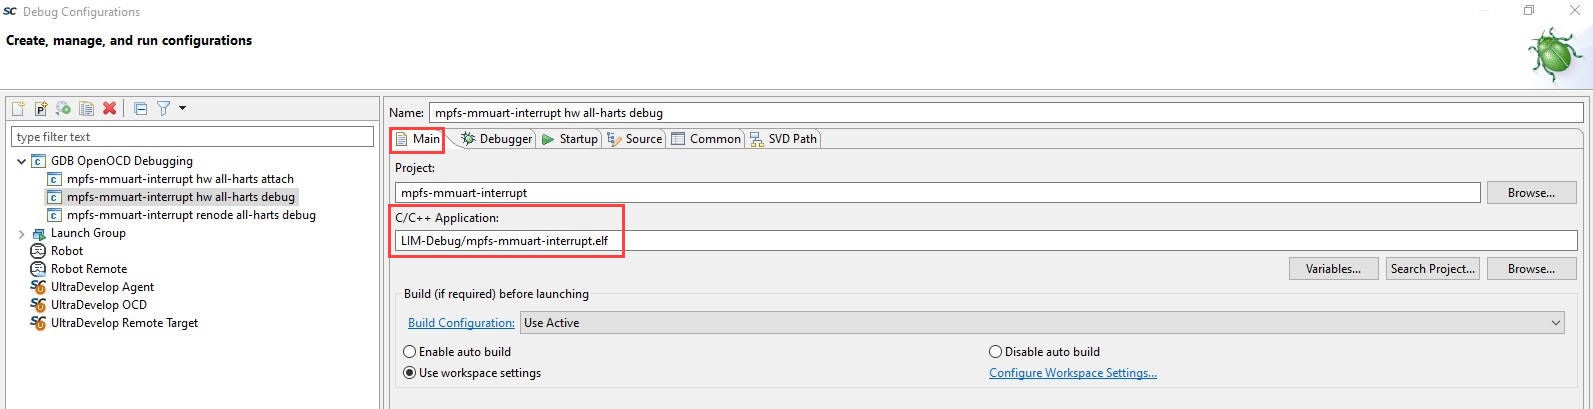 SC Debug Configurations
Create, manage, and run configurations
type filter text
GDB OpenOCD Debugging
mpfs-mmuart-interrupt hw all-harts attach
mpfs-mmuart-interrupt hw all-harts debug
mpfs-mmuart-interrupt renode all-harts debug
Launch Group
Robot
Robot Remote
UltraDevelop Agent
UltraDevelop OCD
UltraDevelop Remote Target
Name: mpfs-mmuart-interrupt hw all-harts debug
Main Debugger Startup Source Common SVD Path
Project:
mpfs-mmuart-interrupt Browse...
C/C++ Application:
LIM-Debug/mpfs-mmuart-interrupt.elf
Variables... Search Project... Browse...
Build (if required) before launching
Build Configuration: Use Active
Enable auto build Disable auto build
Use workspace settings Configure Workspace Settings...